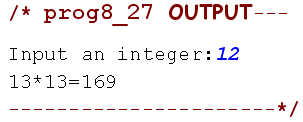 /* prog8_27 OUTPUT---
Input an integer:12
13*13=169
----------------------*/